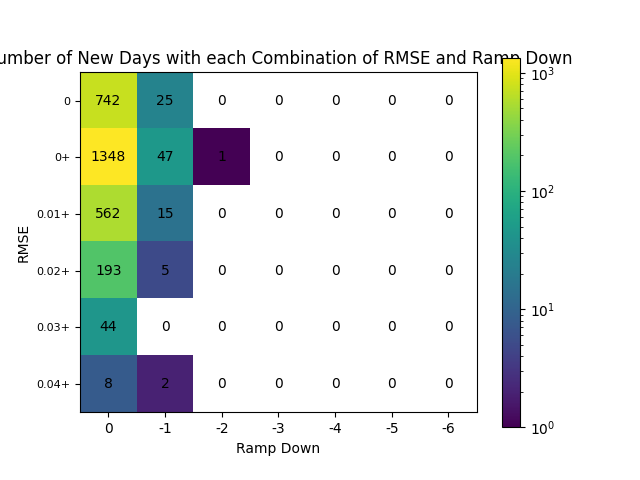 umber of New Days with each Combination of RMSE and Ramp Down
0 742 25 0 0 0 0 0
0+ 1348 47 1 0 0 0 0
0.01+ 562 15 0 0 0 0 0
0.02+ 193 5 0 0 0 0 0
0.03+ 44 0 0 0 0 0 0
0.04+ 8 2 0 0 0 0 0
0 -1 -2 -3 -4 -5 -6
Ramp Down
RMSE
10³
10²
10¹
10⁰